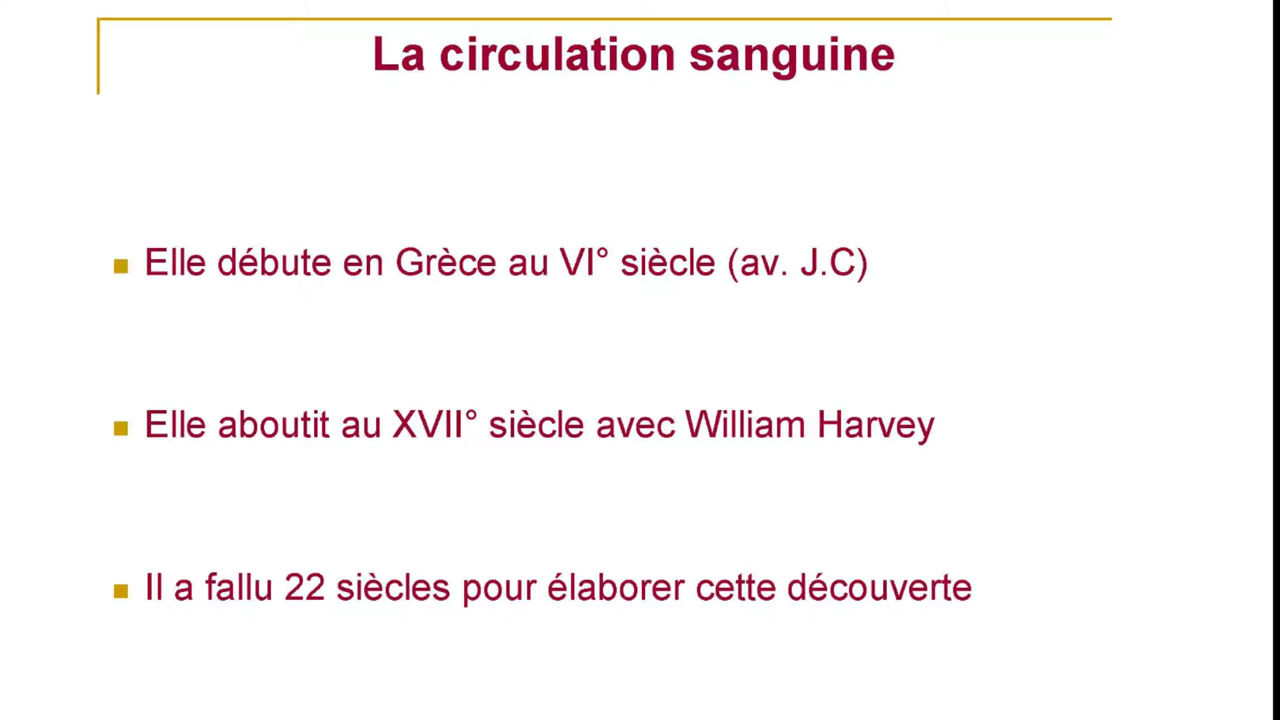 La circulation sanguine
Elle débute en Grèce au VI° siècle (av. J.C)
Elle aboutit au XVII° siècle avec William Harvey
Il a fallu 22 siècles pour élaborer cette découverte